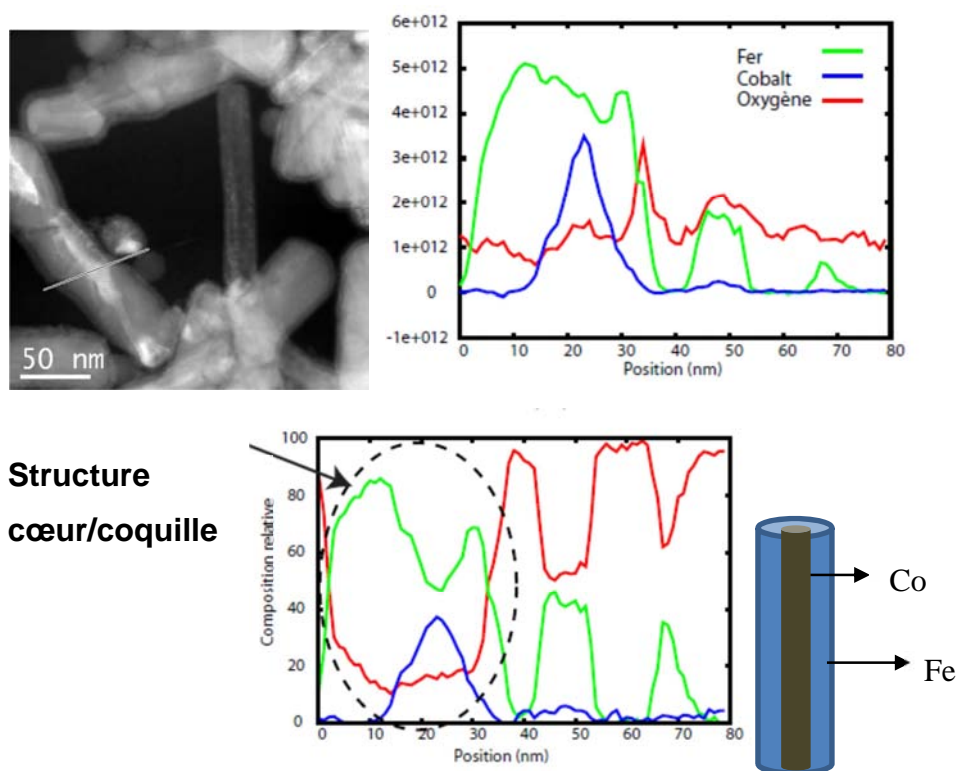 50 nm
6e+012
5e+012
4e+012
3e+012
2e+012
1e+012
0
-1e+012
Fer
Cobalt
Oxygène
0 10 20 30 40 50 60 70 80
Position (nm)
Structure
cœur/coquille
100
80
60
40
20
0
Composition relative
0 10 20 30 40 50 60 70 80
Position (nm)
Co
Fe